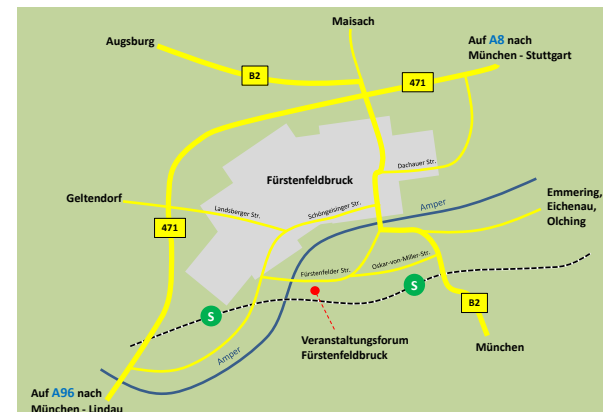 Maisach
Augsburg
Auf A8 nach
München - Stuttgart
B2
471
Dachauer Str.
Fürstenfeldbruck
Geltendorf
Landsberger Str.
Schöngeisinger Str.
Amper
Emmering,
Eichenau,
Olching
471
Fürstenfelder Str.
Oskar-von-Miller-Str.
S
S
B2
Veranstaltungsforum
Fürstenfeldbruck
München
Amper
Auf A96 nach
München - Lindau